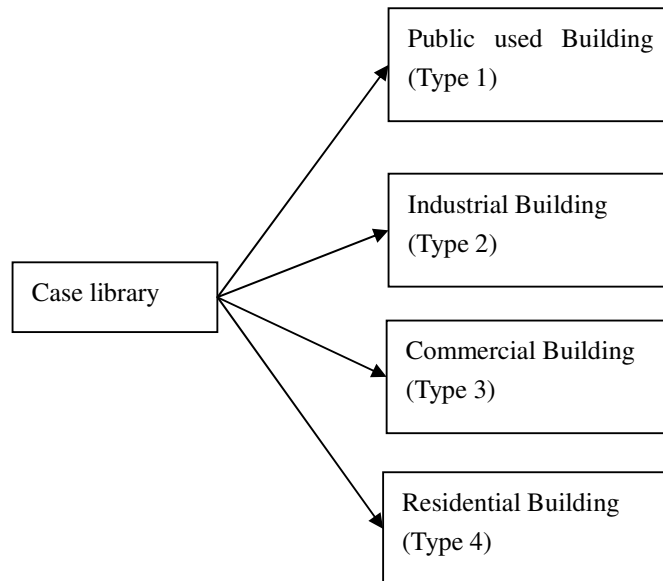 Public used Building
(Type 1)
Industrial Building
(Type 2)
Case library
Commercial Building
(Type 3)
Residential Building
(Type 4)